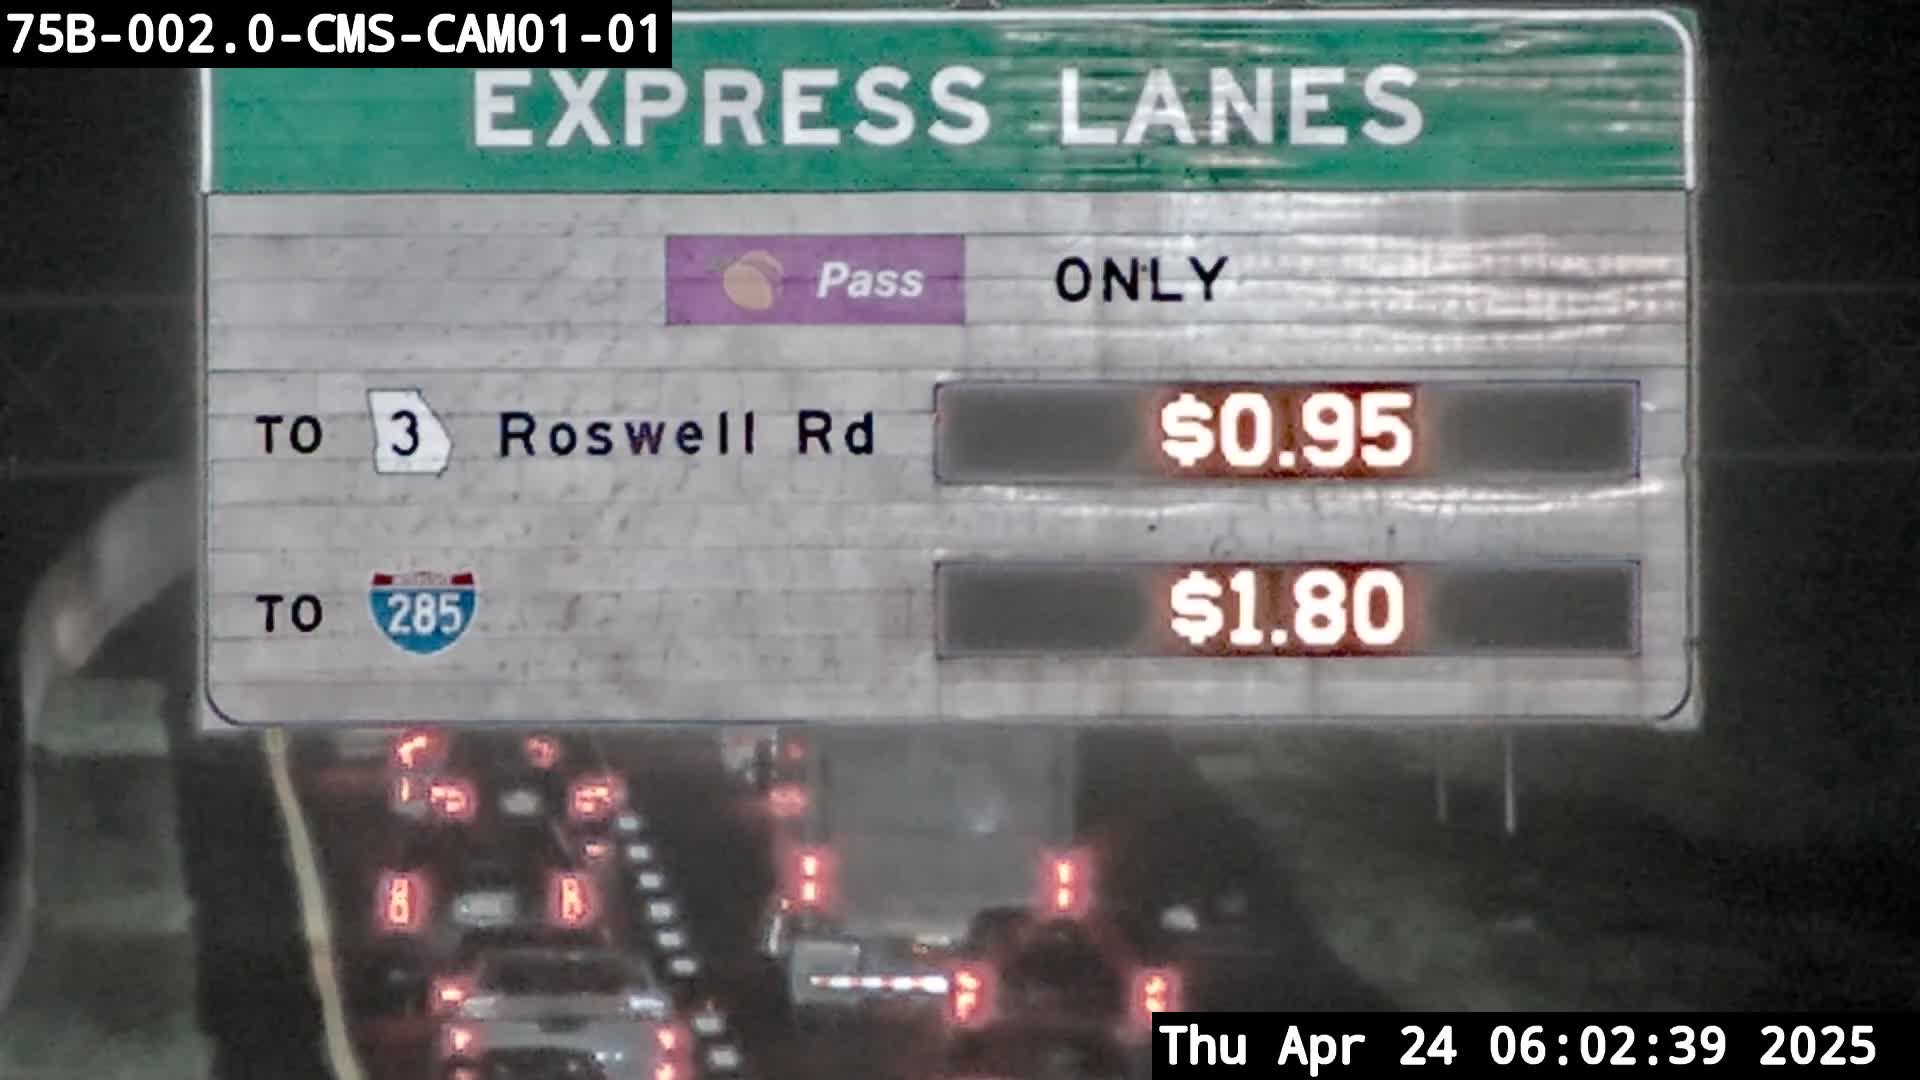 75B-002.0-CMS-CAM01-01
EXPRESS LANES
Pass ONLY
TO 3 Roswell Rd $0.95
TO 285 $1.80
Thu Apr 24 06:02:39 2025